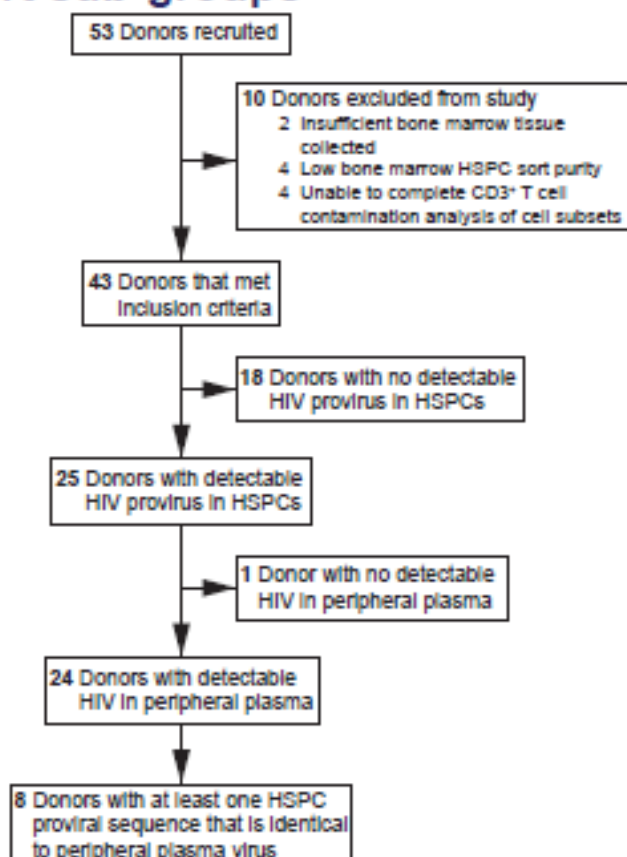 53 Donors recruited
10 Donors excluded from study
2 Insufficient bone marrow tissue
collected
4 Low bone marrow HSPC sort purity
4 Unable to complete CD3⁺ T cell
contamination analysis of cell subsets
43 Donors that met
inclusion criteria
18 Donors with no detectable
HIV provirus in HSPCs
25 Donors with detectable
HIV provirus in HSPCs
1 Donor with no detectable
HIV in peripheral plasma
24 Donors with detectable
HIV in peripheral plasma
8 Donors with at least one HSPC
proviral sequence that is identical
to peripheral plasma virus